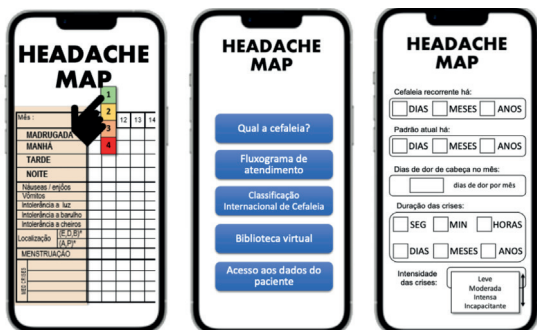 HEADACHE
MAP
1
2
3
4
Mês :
12 13 14
MADRUGADA
MANHÃ
TARDE
NOITE
Náuseas / enjôos
Vômitos
Intolerância a luz
Intolerância a barulho
Intolerância a cheiros
Localização (E,D,B)*
(A,P)*
MENSTRUAÇÃO
HEADACHE
MAP
Qual a cefaleia?
Fluxograma de
atendimento
Classificação
Internacional de Cefaleia
Biblioteca virtual
Acesso aos dados do
paciente
HEADACHE
MAP
Cefaleia recorrente há:
DIAS MESES ANOS
Padrão atual há:
DIAS MESES ANOS
Dias de dor de cabeça no mês:
dias de dor por mês
Duração das crises:
SEG MIN HORAS
DIAS MESES ANOS
Intensidade
das crises:
Leve
Moderada
Intensa
Incapacitante